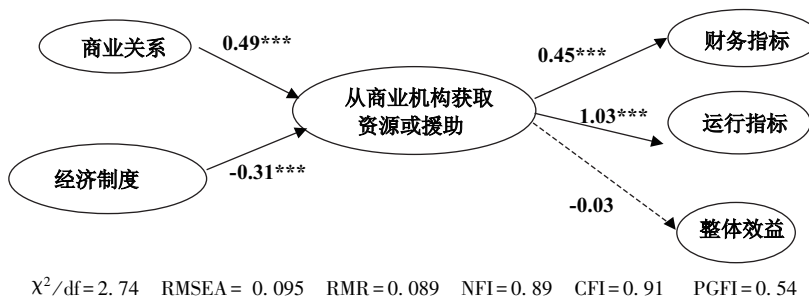 商业关系
0.49***
0.45***
财务指标
从商业机构获取
资源或援助
1.03***
运行指标
经济制度
-0.31***
-0.03
整体效益
χ²/df=2.74 RMSEA= 0.095 RMR=0.089 NFI=0.89 CFI=0.91 PGFI=0.54